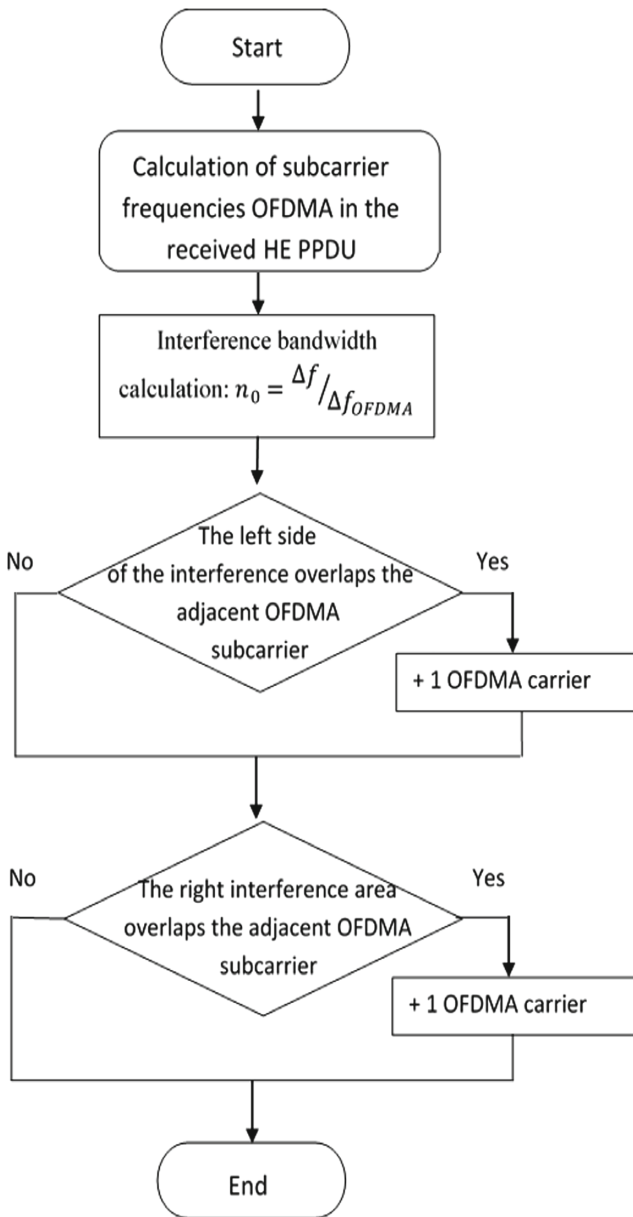 Start
Calculation of subcarrier
frequencies OFDMA in the
received HE PPDU
Interference bandwidth
calculation: n₀ = Δf/Δf_OFDMA
The left side
of the interference overlaps the
adjacent OFDMA
subcarrier
No
Yes
+ 1 OFDMA carrier
The right interference area
overlaps the adjacent OFDMA
subcarrier
No
Yes
+ 1 OFDMA carrier
End